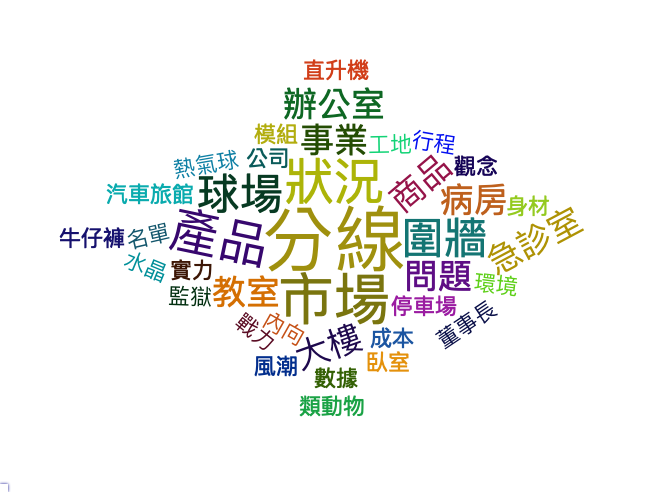 直升機
辦公室
模組
事業
工地
行程
熱氣球
公司
狀況
商品
觀念
汽車旅館
球場
病房
身材
牛仔褲
名單
產品
分線
圍牆
急診室
水晶
實力
問題
環境
監獄
教室
市場
停車場
戰力
內向
大樓
成本
董事長
風潮
數據
臥室
類動物